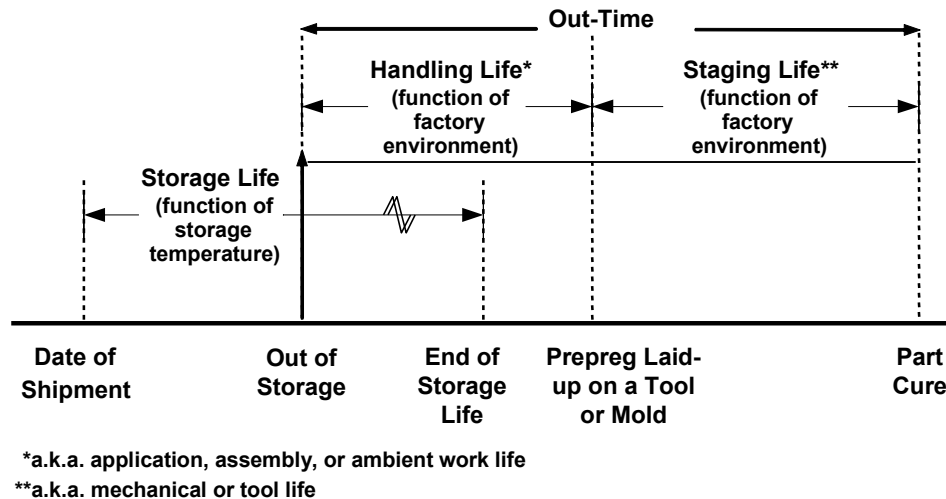 Out-Time
Handling Life*
(function of
factory
environment)
Staging Life**
(function of
factory
environment)
Storage Life
(function of
storage
temperature)
Date of
Shipment
Out of
Storage
End of
Storage
Life
Prepreg Laid-
up on a Tool
or Mold
Part
Cure
*a.k.a. application, assembly, or ambient work life
**a.k.a. mechanical or tool life